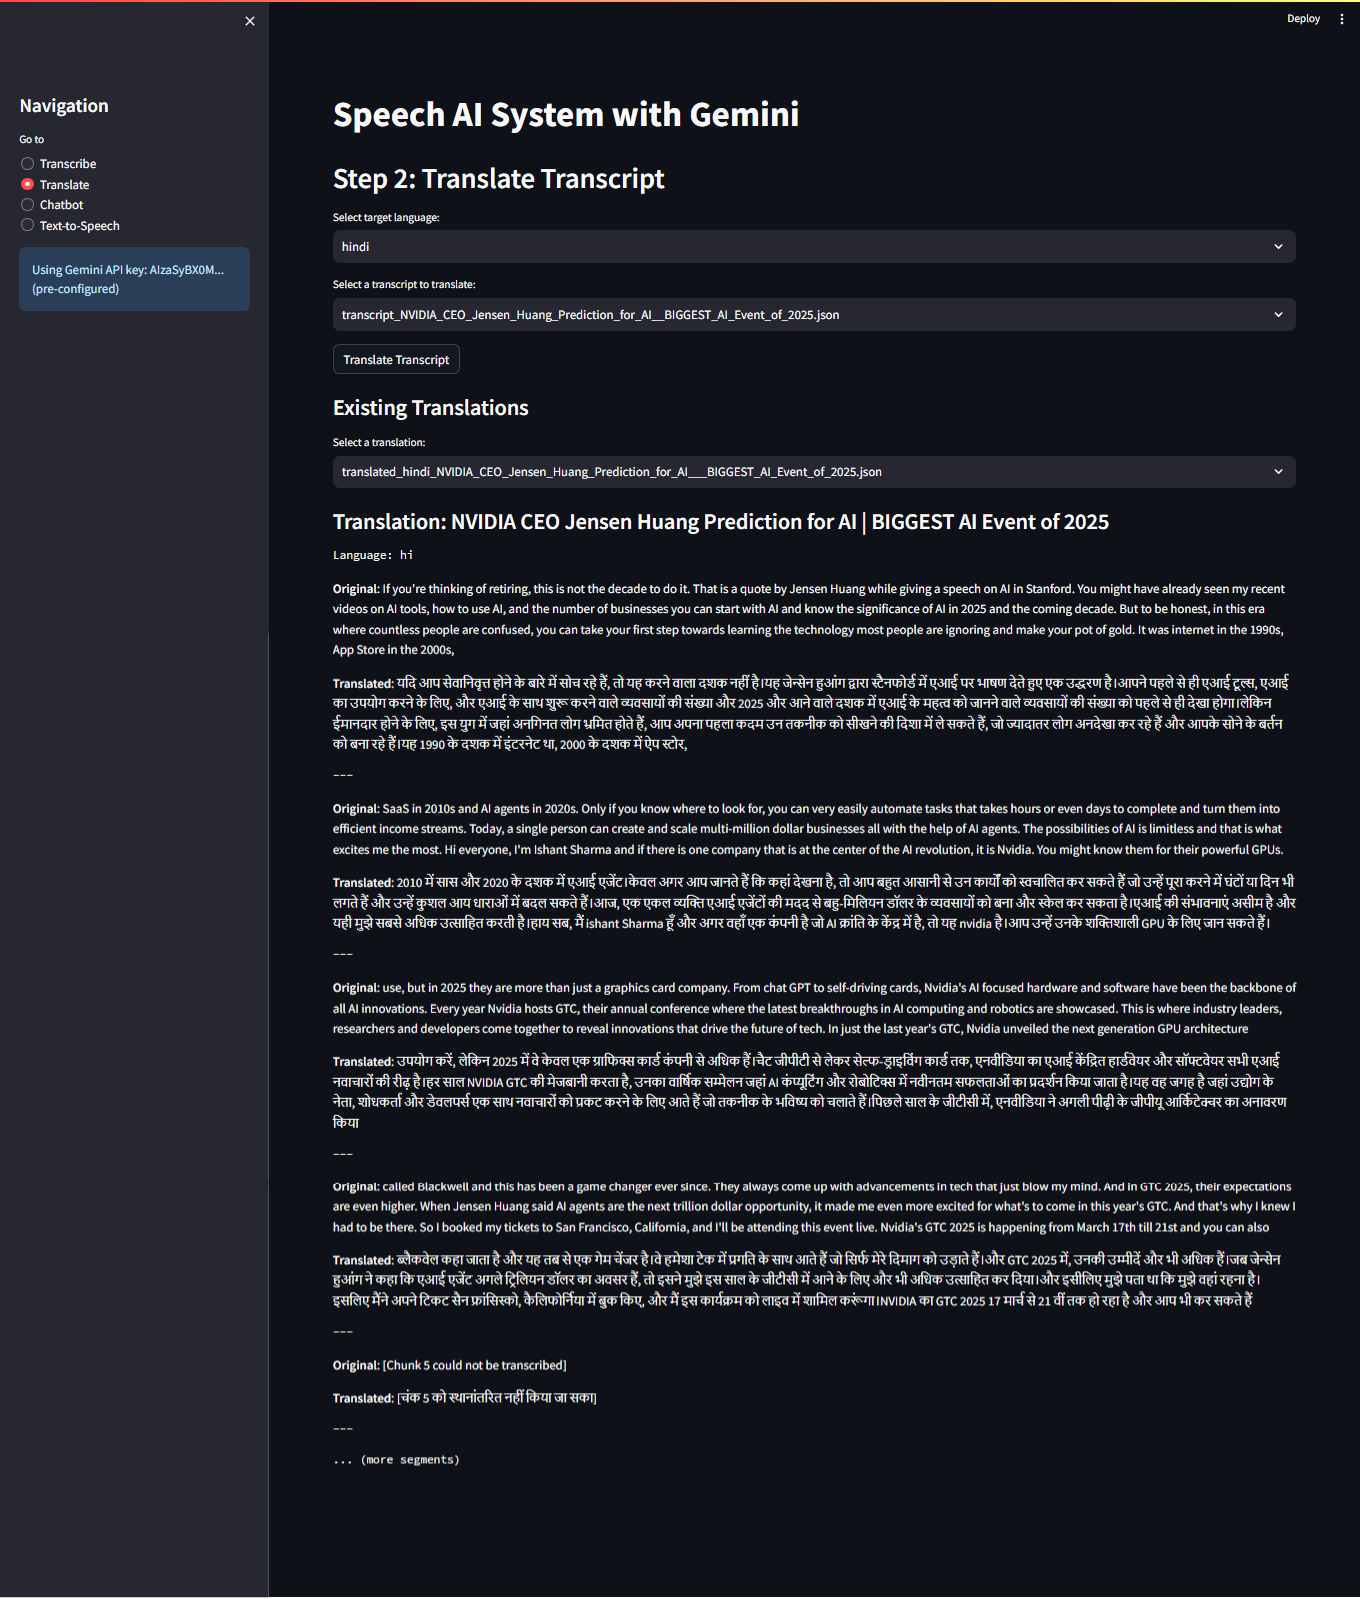 Deploy
Navigation
Go to
Transcribe
Translate
Chatbot
Text-to-Speech
Using Gemini API key: AIzaSyBX0M...
(pre-configured)
Speech AI System with Gemini
Step 2: Translate Transcript
Select target language:
hindi
Select a transcript to translate:
transcript_NVIDIA_CEO_Jensen_Huang_Prediction_for_AI__BIGGEST_AI_Event_of_2025.json
Translate Transcript
Existing Translations
Select a translation:
translated_hindi_NVIDIA_CEO_Jensen_Huang_Prediction_for_AI___BIGGEST_AI_Event_of_2025.json
Translation: NVIDIA CEO Jensen Huang Prediction for AI | BIGGEST AI Event of 2025
Language: hi
Original: If you're thinking of retiring, this is not the decade to do it. That is a quote by Jensen Huang while giving a speech on AI in Stanford. You might have already seen my recent
videos on AI tools, how to use AI, and the number of businesses you can start with AI and know the significance of AI in 2025 and the coming decade. But to be honest, in this era
where countless people are confused, you can take your first step towards learning the technology most people are ignoring and make your pot of gold. It was internet in the 1990s,
App Store in the 2000s,
Translated: यदि आप सेवानिवृत्त होने के बारे में सोच रहे हैं, तो यह करने वाला दशक नहीं है।यह जेन्सेन हुआंग द्वारा स्टैनफोर्ड में एआई पर भाषण देते हुए एक उद्धरण है।आपने पहले से ही एआई टूल्स, एआई
का उपयोग करने के लिए, और एआई के साथ शुरू करने वाले व्यवसायों की संख्या और 2025 और आने वाले दशक में एआई के महत्व को जानने वाले व्यवसायों की संख्या को पहले से ही देखा होगा।लेकिन
ईमानदार होने के लिए, इस युग में जहां अनगिनत लोग भ्रमित होते हैं, आप अपना पहला कदम उन तकनीक को सीखने की दिशा में ले सकते हैं, जो ज्यादातर लोग अनदेखा कर रहे हैं और आपके सोने के बर्तन
को बना रहे हैं।यह 1990 के दशक में इंटरनेट था, 2000 के दशक में ऐप स्टोर,
---
Original: SaaS in 2010s and AI agents in 2020s. Only if you know where to look for, you can very easily automate tasks that takes hours or even days to complete and turn them into
efficient income streams. Today, a single person can create and scale multi-million dollar businesses all with the help of AI agents. The possibilities of AI is limitless and that is what
excites me the most. Hi everyone, I'm Ishant Sharma and if there is one company that is at the center of the AI revolution, it is Nvidia. You might know them for their powerful GPUs.
Translated: 2010 में सास और 2020 के दशक में एआई एजेंट।केवल अगर आप जानते हैं कि कहां देखना है, तो आप बहुत आसानी से उन कार्यों को स्वचालित कर सकते हैं जो उन्हें पूरा करने में घंटों या दिन भी
लगते हैं और उन्हें कुशल आय धाराओं में बदल सकते हैं।आज, एक एकल व्यक्ति एआई एजेंटों की मदद से बहु-मिलियन डॉलर के व्यवसायों को बना और स्केल कर सकता है।एआई की संभावनाएं असीम है और
यही मुझे सबसे अधिक उत्साहित करती है।हाय सब, मैं ishant Sharma हूँ और अगर वहाँ एक कंपनी है जो AI क्रांति के केंद्र में है, तो यह nvidia है।आप उन्हें उनके शक्तिशाली GPU के लिए जान सकते हैं।
---
Original: use, but in 2025 they are more than just a graphics card company. From chat GPT to self-driving cards, Nvidia's AI focused hardware and software have been the backbone of
all AI innovations. Every year Nvidia hosts GTC, their annual conference where the latest breakthroughs in AI computing and robotics are showcased. This is where industry leaders,
researchers and developers come together to reveal innovations that drive the future of tech. In just the last year's GTC, Nvidia unveiled the next generation GPU architecture
Translated: उपयोग करें, लेकिन 2025 में वे केवल एक ग्राफिक्स कार्ड कंपनी से अधिक हैं।चैट जीपीटी से लेकर सेल्फ-ड्राइविंग कार्ड तक, एनवीडिया का एआई केंद्रित हार्डवेयर और सॉफ्टवेयर सभी एआई
नवाचारों की रीढ़ है।हर साल NVIDIA GTC की मेजबानी करता है, उनका वार्षिक सम्मेलन जहां AI कंप्यूटिंग और रोबोटिक्स में नवीनतम सफलताओं का प्रदर्शन किया जाता है।यह वह जगह है जहां उद्योग के
नेता, शोधकर्ता और डेवलपर्स एक साथ नवाचारों को प्रकट करने के लिए आते हैं जो तकनीक के भविष्य को चलाते हैं।पिछले साल के जीटीसी में, एनवीडिया ने अगली पीढ़ी के जीपीयू आर्किटेक्चर का अनावरण
किया
---
Original: called Blackwell and this has been a game changer ever since. They always come up with advancements in tech that just blow my mind. And in GTC 2025, their expectations
are even higher. When Jensen Huang said AI agents are the next trillion dollar opportunity, it made me even more excited for what's to come in this year's GTC. And that's why I knew I
had to be there. So I booked my tickets to San Francisco, California, and I'll be attending this event live. Nvidia's GTC 2025 is happening from March 17th till 21st and you can also
Translated: ब्लैकवेल कहा जाता है और यह तब से एक गेम चेंजर है।वे हमेशा टेक में प्रगति के साथ आते हैं जो सिर्फ मेरे दिमाग को उड़ाते हैं।और GTC 2025 में, उनकी उम्मीदें और भी अधिक हैं।जब जेन्सेन
हुआंग ने कहा कि एआई एजेंट अगले ट्रिलियन डॉलर का अवसर हैं, तो इसने मुझे इस साल के जीटीसी में आने के लिए और भी अधिक उत्साहित कर दिया।और इसीलिए मुझे पता था कि मुझे वहां रहना है।
इसलिए मैंने अपने टिकट सैन फ्रांसिस्को, कैलिफोर्निया में बुक किए, और मैं इस कार्यक्रम को लाइव में शामिल करूंगा।NVIDIA का GTC 2025 17 मार्च से 21 वीं तक हो रहा है और आप भी कर सकते हैं
---
Original: [Chunk 5 could not be transcribed]
Translated: [चंक 5 को स्थानांतरित नहीं किया जा सका]
---
... (more segments)